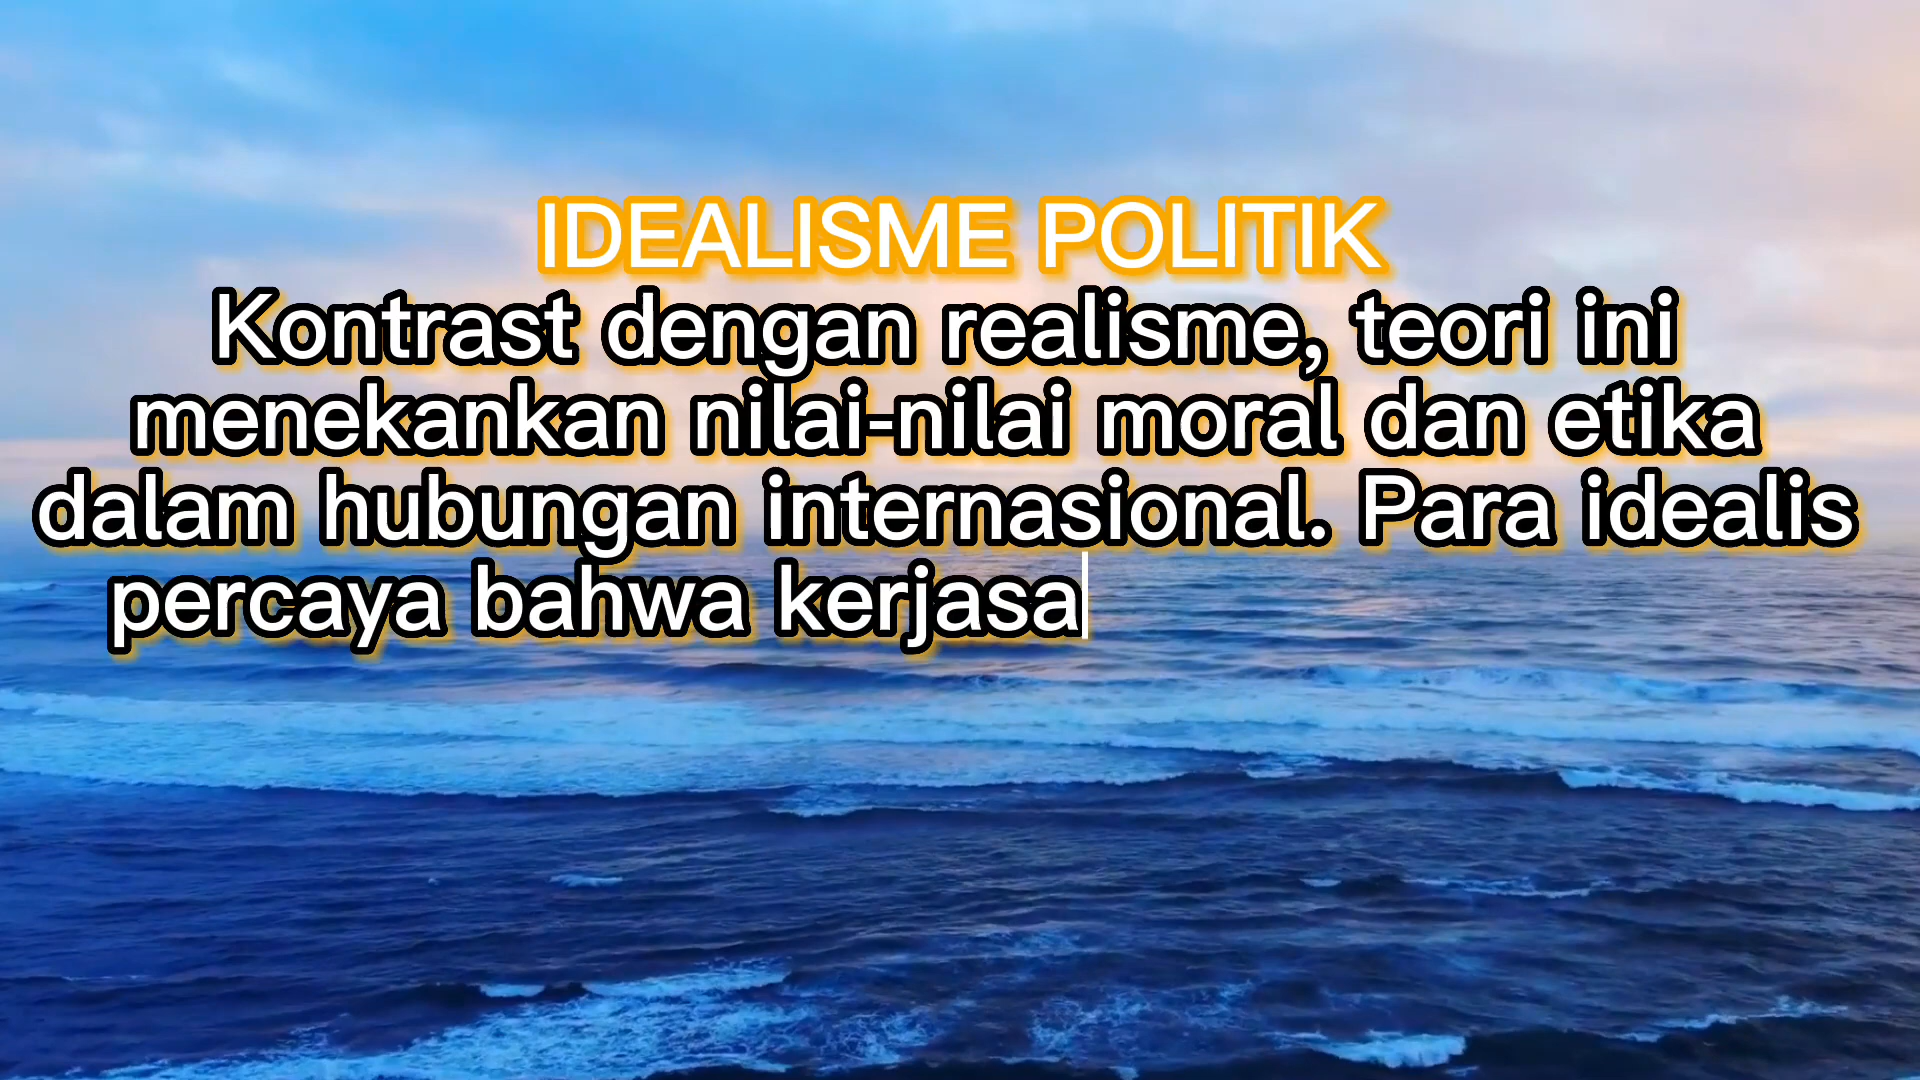 IDEALISME POLITIK
Kontrast dengan realisme, teori ini
menekankan nilai-nilai moral dan etika
dalam hubungan internasional. Para idealis
percaya bahwa kerjasa